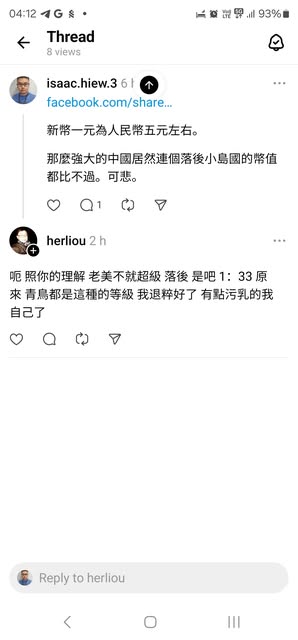 04:12
93%
Thread
8 views
isaac.hiew.3 6 h
facebook.com/share...
新幣一元為人民幣五元左右。
那麼強大的中國居然連個落後小島國的幣值
都比不過。可悲。
1
herliou 2 h
呃 照你的理解 老美不就超級 落後 是吧 1：33 原
來 青鳥都是這種的等級 我退粹好了 有點污乳的我
自己了
Reply to herliou